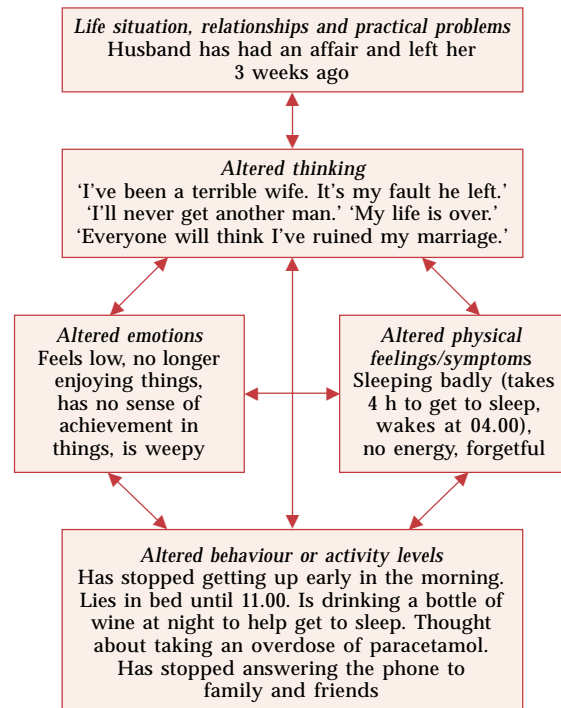 Life situation, relationships and practical problems
Husband has had an affair and left her
3 weeks ago
Altered thinking
‘I've been a terrible wife. It's my fault he left.’
‘I'll never get another man.’ ‘My life is over.’
‘Everyone will think I've ruined my marriage.’
Altered emotions
Feels low, no longer
enjoying things,
has no sense of
achievement in
things, is weepy
Altered physical
feelings/symptoms
Sleeping badly (takes
4 h to get to sleep,
wakes at 04.00),
no energy, forgetful
Altered behaviour or activity levels
Has stopped getting up early in the morning.
Lies in bed until 11.00. Is drinking a bottle of
wine at night to help get to sleep. Thought
about taking an overdose of paracetamol.
Has stopped answering the phone to
family and friends